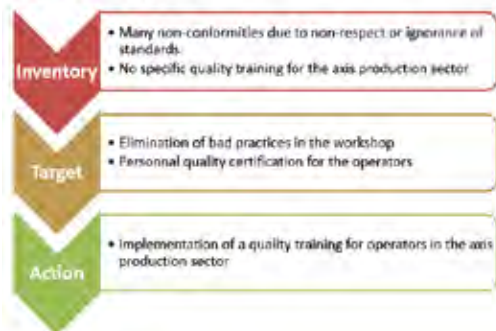 Inventory
• Many non-conformities due to non-respect or ignorance of
standards
• No specific quality training for the axis production sector
Target
• Elimination of bad practices in the workshop
• Personnal quality certification for the operators
Action
• Implementation of a quality training for operators in the axis
production sector